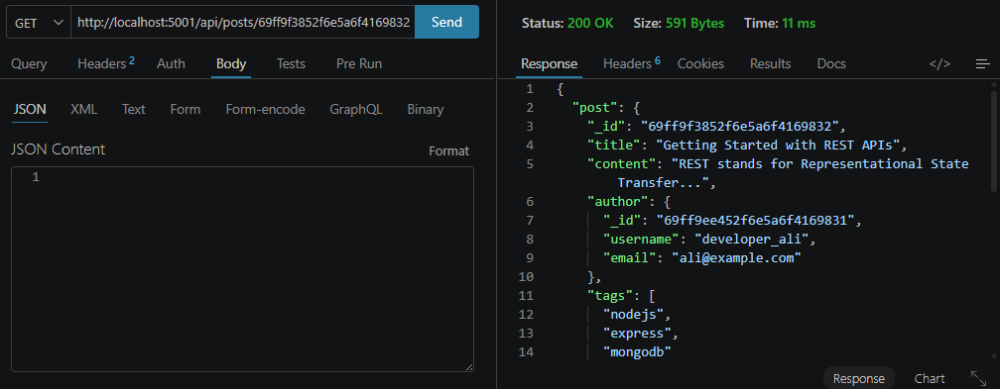 GET http://localhost:5001/api/posts/69ff9f3852f6e5a6f4169832 Send
Query Headers 2 Auth Body Tests Pre Run
JSON XML Text Form Form-encode GraphQL Binary
JSON Content Format
1
Status: 200 OK Size: 591 Bytes Time: 11 ms
Response Headers 6 Cookies Results Docs </>
1 {
2 "post": {
3 "_id": "69ff9f3852f6e5a6f4169832",
4 "title": "Getting Started with REST APIs",
5 "content": "REST stands for Representational State
Transfer...",
6 "author": {
7 "_id": "69ff9ee452f6e5a6f4169831",
8 "username": "developer_ali",
9 "email": "ali@example.com"
10 },
11 "tags": [
12 "nodejs",
13 "express",
14 "mongodb"
Response Chart